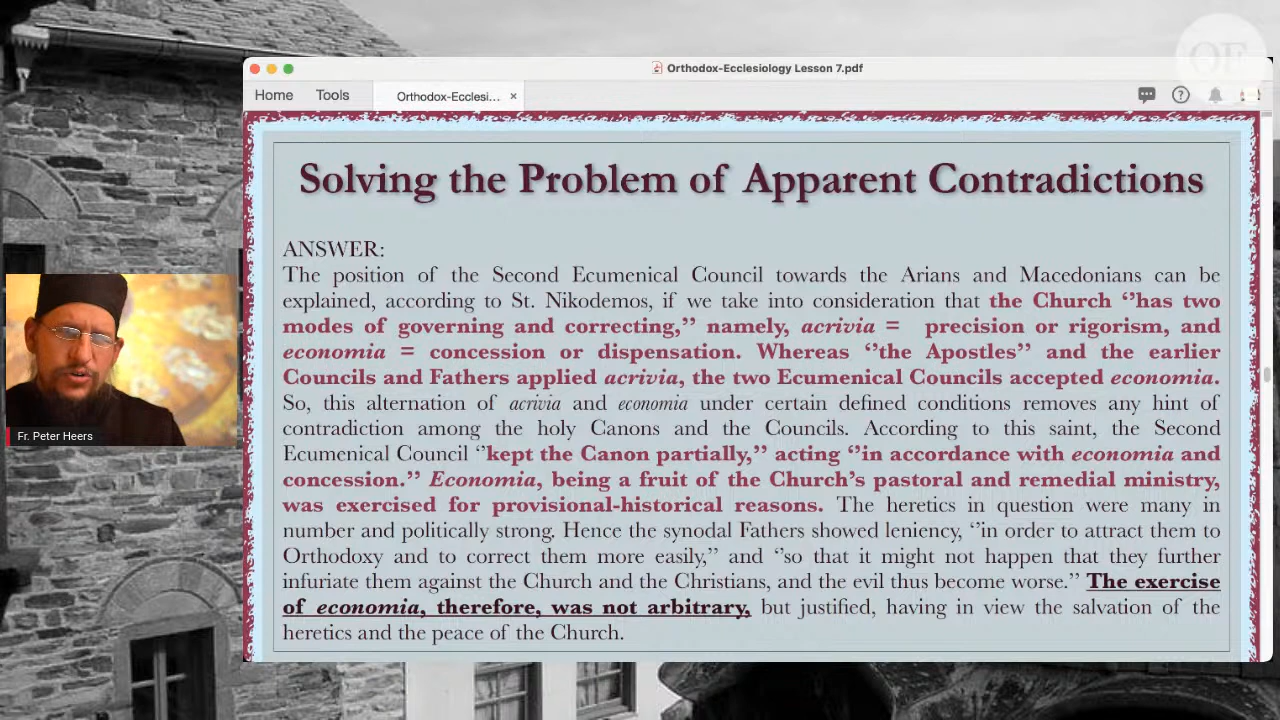 OE
Orthodox-Ecclesiology Lesson 7.pdf
Home Tools Orthodox-Ecclesi... ×
Solving the Problem of Apparent Contradictions
ANSWER:
The position of the Second Ecumenical Council towards the Arians and Macedonians can be
explained, according to St. Nikodemos, if we take into consideration that the Church ‘’has two
modes of governing and correcting,’’ namely, acrivia = precision or rigorism, and
economia = concession or dispensation. Whereas ‘’the Apostles’’ and the earlier
Councils and Fathers applied acrivia, the two Ecumenical Councils accepted economia.
So, this alternation of acrivia and economia under certain defined conditions removes any hint of
contradiction among the holy Canons and the Councils. According to this saint, the Second
Ecumenical Council ‘’kept the Canon partially,’’ acting ‘’in accordance with economia and
concession.’’ Economia, being a fruit of the Church’s pastoral and remedial ministry,
was exercised for provisional-historical reasons. The heretics in question were many in
number and politically strong. Hence the synodal Fathers showed leniency, ‘’in order to attract them to
Orthodoxy and to correct them more easily,’’ and ‘’so that it might not happen that they further
infuriate them against the Church and the Christians, and the evil thus become worse.’’ The exercise
of economia, therefore, was not arbitrary, but justified, having in view the salvation of the
heretics and the peace of the Church.
Fr. Peter Heers